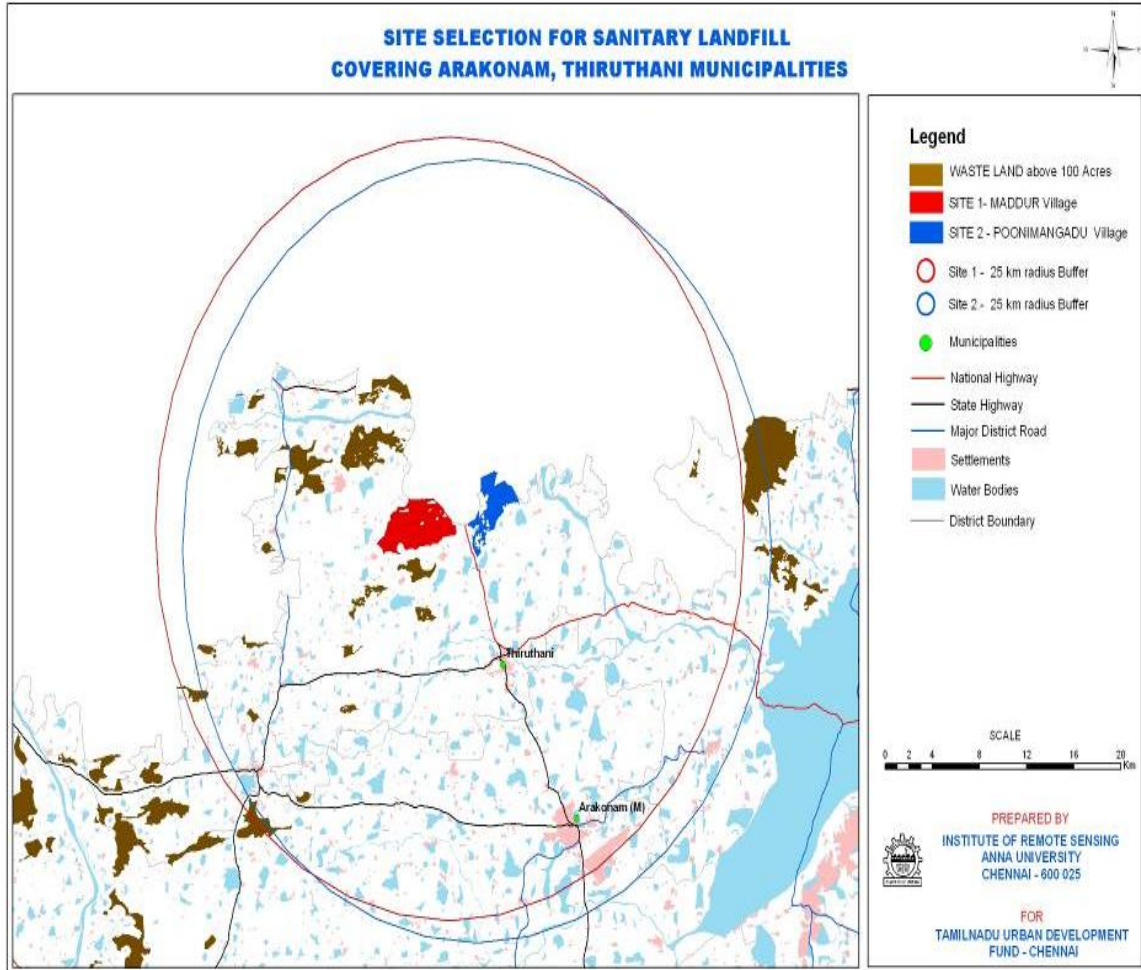 SITE SELECTION FOR SANITARY LANDFILL
COVERING ARAKONAM, THIRUTHANI MUNICIPALITIES
N
Thiruthani
Arakonam (M)
Legend
WASTE LAND above 100 Acres
SITE 1- MADDUR Village
SITE 2 - POONIMANGADU Village
Site 1 - 25 km radius Buffer
Site 2 - 25 km radius Buffer
Municipalities
National Highway
State Highway
Major District Road
Settlements
Water Bodies
District Boundary
SCALE
0 2 4 8 12 16 20
Km
PREPARED BY
INSTITUTE OF REMOTE SENSING
ANNA UNIVERSITY
CHENNAI - 600 025
FOR
TAMILNADU URBAN DEVELOPMENT
FUND - CHENNAI